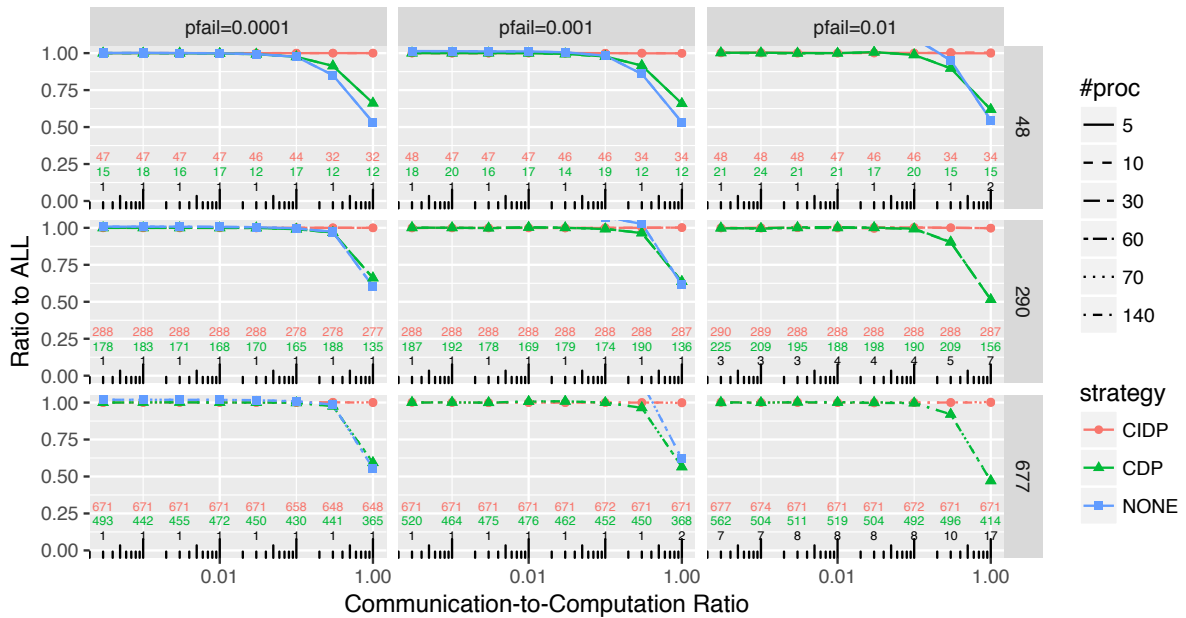 pfail=0.0001 pfail=0.001 pfail=0.01
1.00
0.75
0.50
0.25
0.00
47 47 47 47 46 44 32 32
15 18 16 17 12 17 12 12
1 1 1 1 1 1 1 1
48 47 47 47 46 46 34 34
18 20 16 17 14 19 12 12
1 1 1 1 1 1 1 1
48 48 47 47 46 46 34 34
21 24 21 21 17 20 15 15
1 1 1 1 1 1 1 2
48
1.00
0.75
0.50
0.25
0.00
288 288 288 288 288 278 278 277
178 183 171 168 170 165 188 135
1 1 1 1 1 1 1 1
288 288 288 288 288 288 288 287
187 192 178 169 179 174 190 136
1 1 1 1 1 1 1 1
290 289 288 288 288 288 288 287
225 209 195 188 198 190 209 156
3 3 3 4 4 4 5 7
290
1.00
0.75
0.50
0.25
0.00
671 671 671 671 671 658 648 648
493 442 455 472 450 430 441 365
1 1 1 1 1 1 1 1
671 671 671 671 672 671 671 671
520 464 475 476 462 452 450 368
1 1 1 1 1 1 1 2
677 674 671 671 671 672 671 671
562 504 511 519 504 492 496 414
7 7 8 8 8 8 10 17
677
0.01 1.00 0.01 1.00 0.01 1.00
Communication-to-Computation Ratio
Ratio to ALL
#proc
5
10
30
60
70
140
strategy
CIDP
CDP
NONE